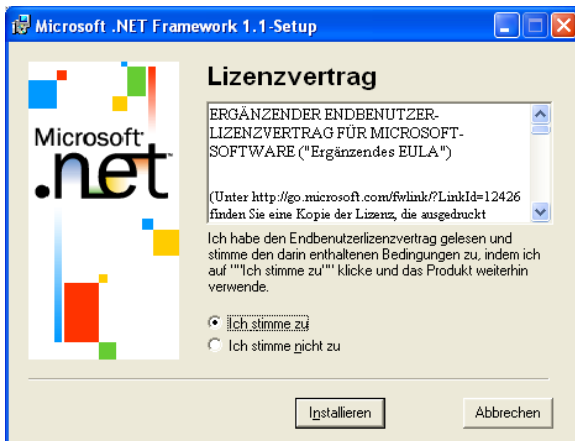 Microsoft .NET Framework 1.1-Setup
Microsoft
.net
Lizenzvertrag
ERGÄNZENDER ENDBENUTZER-
LIZENZVERTRAG FÜR MICROSOFT-
SOFTWARE ("Ergänzendes EULA")
(Unter http://go.microsoft.com/fwlink/?LinkId=12426
finden Sie eine Kopie der Lizenz, die ausgedruckt
Ich habe den Endbenutzerlizenzvertrag gelesen und
stimme den darin enthaltenen Bedingungen zu, indem ich
auf ""Ich stimme zu"" klicke und das Produkt weiterhin
verwende.
Ich stimme zu
Ich stimme nicht zu
Installieren
Abbrechen